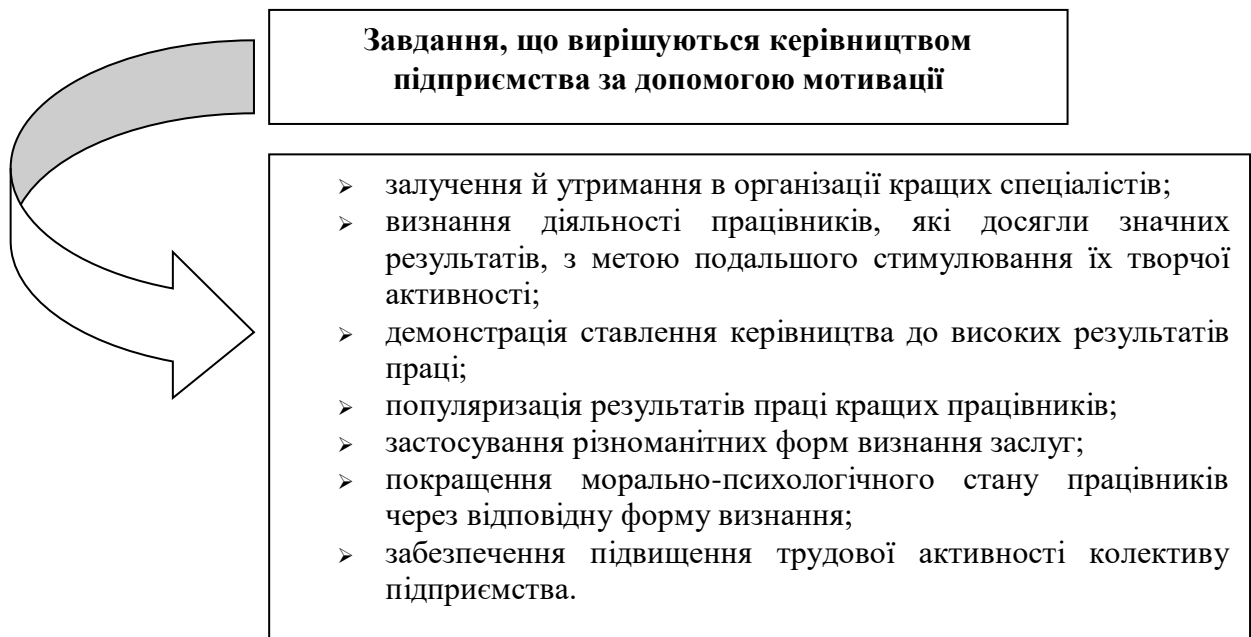 Завдання, що вирішуються керівництвом
підприємства за допомогою мотивації
➢ залучення й утримання в організації кращих спеціалістів;
➢ визнання діяльності працівників, які досягли значних
результатів, з метою подальшого стимулювання їх творчої
активності;
➢ демонстрація ставлення керівництва до високих результатів
праці;
➢ популяризація результатів праці кращих працівників;
➢ застосування різноманітних форм визнання заслуг;
➢ покращення морально-психологічного стану працівників
через відповідну форму визнання;
➢ забезпечення підвищення трудової активності колективу
підприємства.